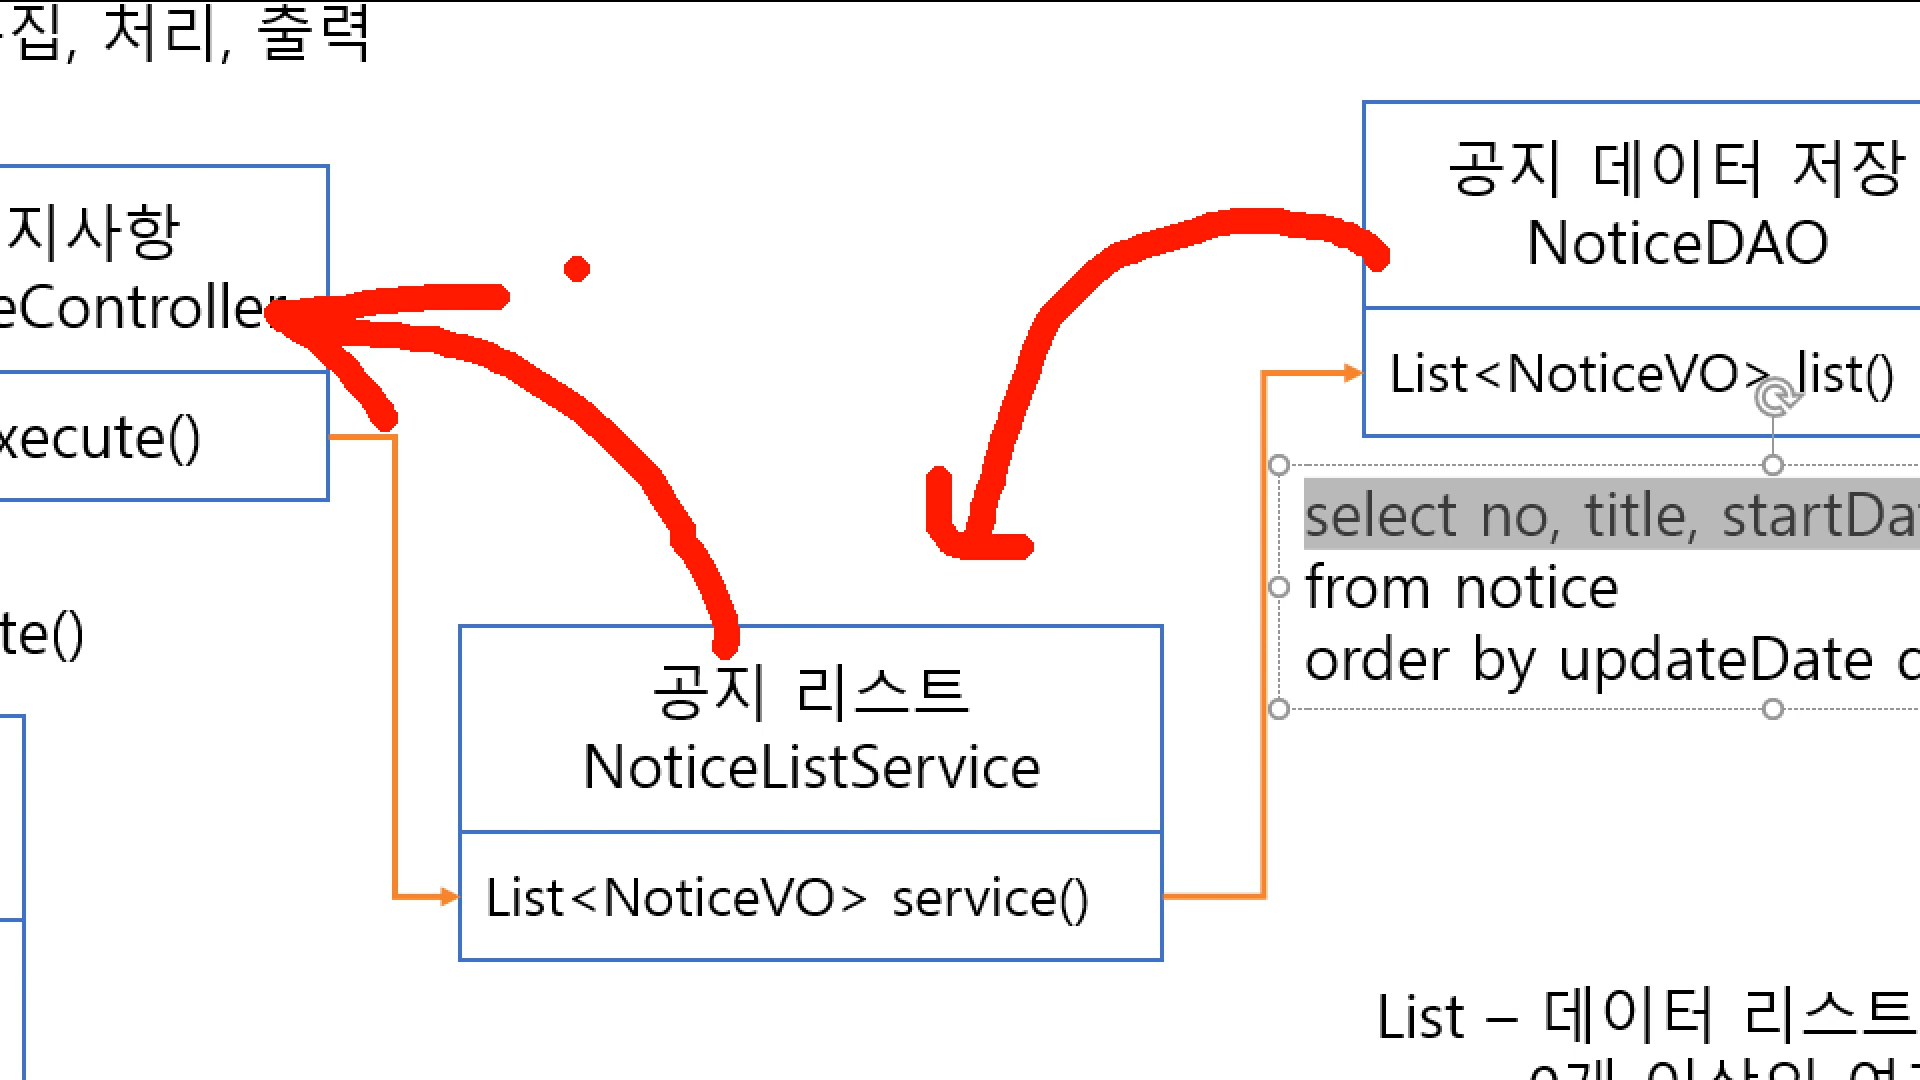 집, 처리, 출력
지사항
eController
xecute()
te()
공지 리스트
NoticeListService
List<NoticeVO> service()
공지 데이터 저장
NoticeDAO
List<NoticeVO> list()
select no, title, startDat
from notice
order by updateDate d
List – 데이터 리스트